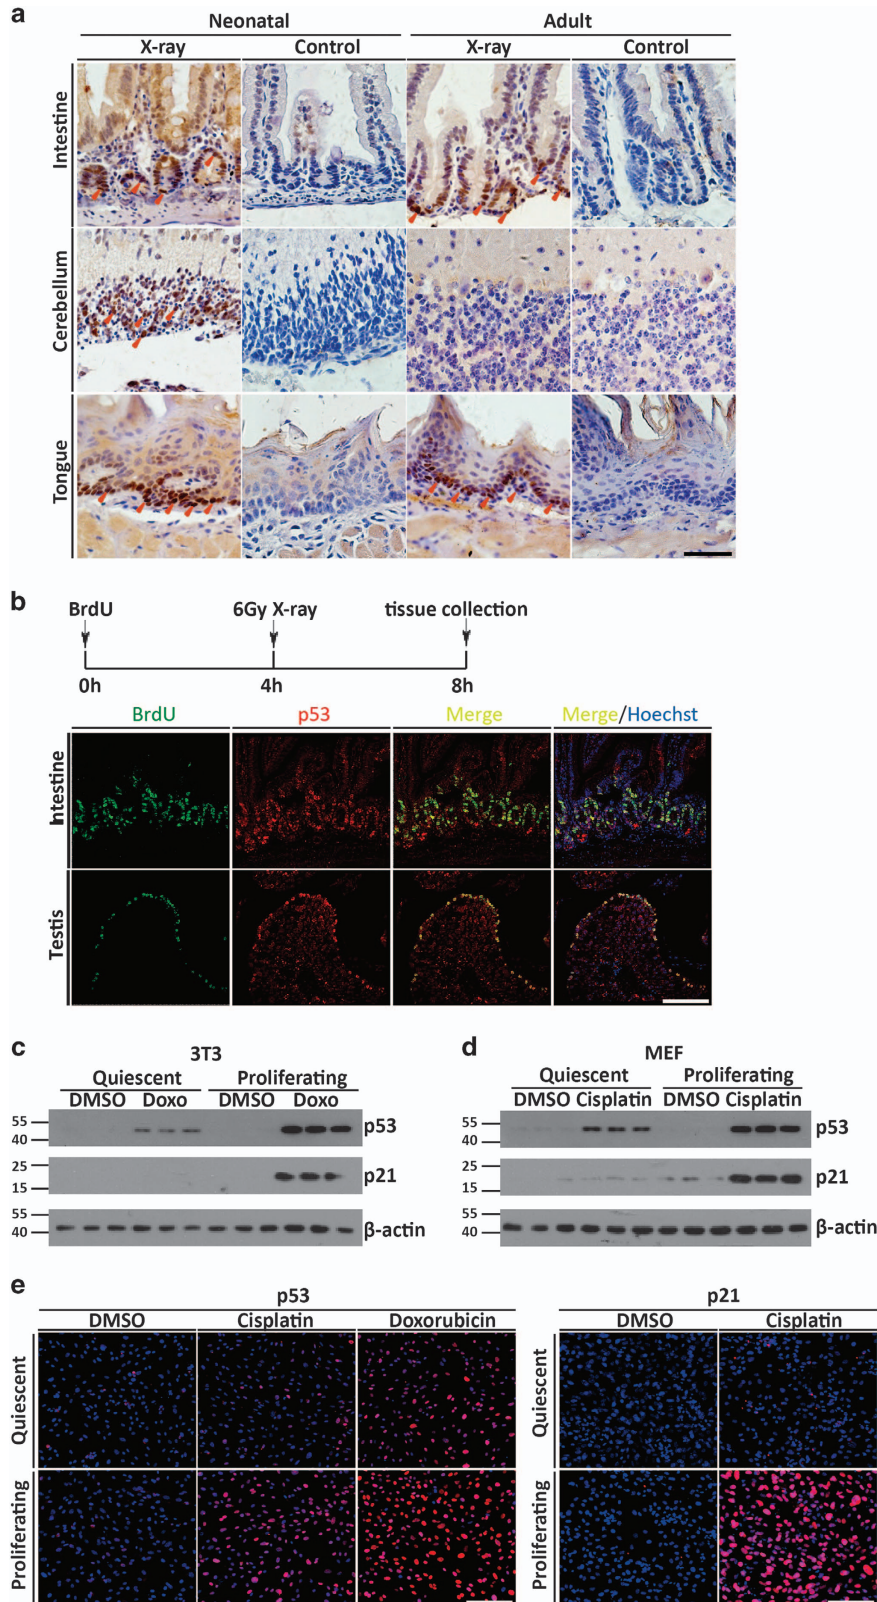 a
Neonatal Adult
X-ray Control X-ray Control
Intestine
Cerebellum
Tongue
b
BrdU 6Gy X-ray tissue collection
0h 4h 8h
BrdU p53 Merge Merge/Hoechst
Intestine
Testis
c
3T3
Quiescent Proliferating
DMSO Doxo DMSO Doxo
55
40
p53
25
15
p21
55
40
β-actin
d
MEF
Quiescent Proliferating
DMSO Cisplatin DMSO Cisplatin
55
40
p53
25
15
p21
55
40
β-actin
e
p53
DMSO Cisplatin Doxorubicin
Quiescent
Proliferating
p21
DMSO Cisplatin
Quiescent
Proliferating